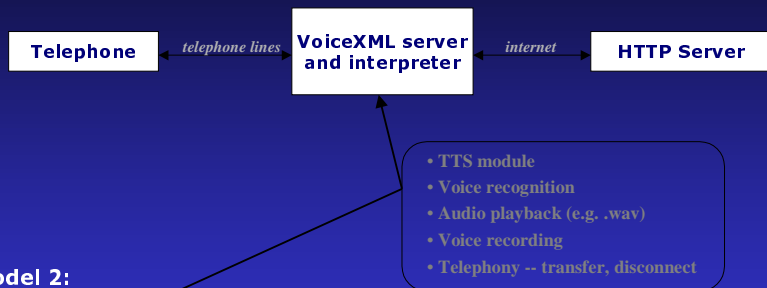 Telephone
telephone lines
VoiceXML server
and interpreter
internet
HTTP Server
• TTS module
• Voice recognition
• Audio playback (e.g. .wav)
• Voice recording
• Telephony -- transfer, disconnect
odel 2: